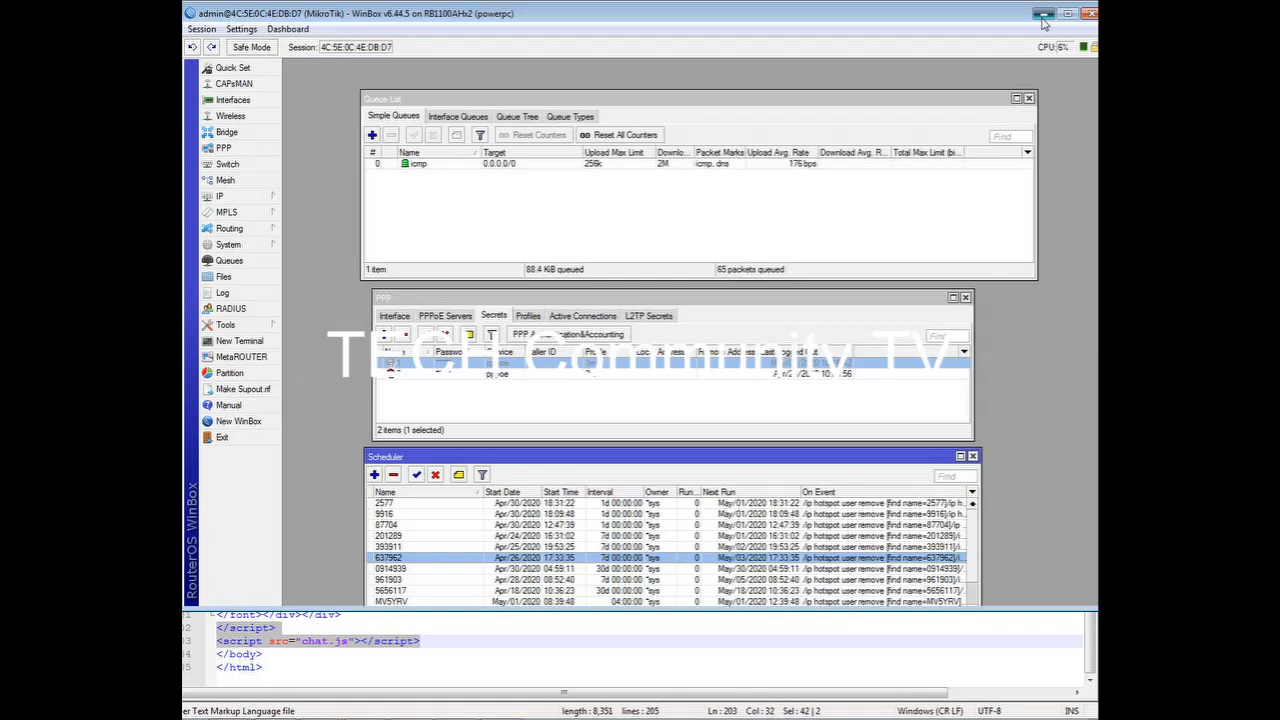 admin@4C:5E:0C:4E:DB:D7 (MikroTik) - WinBox v6.44.5 on RB1100AHx2 (powerpc)
Session Settings Dashboard
Safe Mode Session: 4C:5E:0C:4E:DB:D7 CPU: 6%
Quick Set
CAPsMAN
Interfaces
Wireless
Bridge
PPP
Switch
Mesh
IP
MPLS
Routing
System
Queues
Files
Log
RADIUS
Tools
New Terminal
MetaROUTER
Partition
Make Supout.rif
Manual
New WinBox
Exit
RouterOS WinBox
Queue List
Simple Queues Interface Queues Queue Tree Queue Types
Reset Counters Reset All Counters Find
# Name Target Upload Max Limit Downlo... Packet Marks Upload Avg. Rate Download Avg. R... Total Max Limit (bi...
0 icmp 0.0.0.0/0 256k 2M icmp, dns 176 bps
1 item 88.4 KiB queued 65 packets queued
PPP
Interface PPPoE Servers Secrets Profiles Active Connections L2TP Secrets
PPP Authentication&Accounting Find
TECH Community TV
2 items (1 selected)
Scheduler
Find
Name Start Date Start Time Interval Owner Run... Next Run On Event
2577 Apr/30/2020 18:31:22 1d 00:00:00 *sys 0 May/01/2020 18:31:22 /ip hotspot user remove [find name=2577]/ip h...
9916 Apr/30/2020 18:09:48 1d 00:00:00 *sys 0 May/01/2020 18:09:48 /ip hotspot user remove [find name=9916]/ip h...
87704 Apr/30/2020 12:47:39 1d 00:00:00 *sys 0 May/01/2020 12:47:39 /ip hotspot user remove [find name=87704]/ip ...
201289 Apr/24/2020 16:31:02 7d 00:00:00 *sys 0 May/01/2020 16:31:02 /ip hotspot user remove [find name=201289]/i...
393911 Apr/25/2020 19:53:25 7d 00:00:00 *sys 0 May/02/2020 19:53:25 /ip hotspot user remove [find name=393911]/i...
637962 Apr/26/2020 17:33:35 7d 00:00:00 *sys 0 May/03/2020 17:33:35 /ip hotspot user remove [find name=637962]/i...
0914939 Apr/30/2020 04:59:11 30d 00:00:00 *sys 0 May/30/2020 04:59:11 /ip hotspot user remove [find name=0914939]/...
961903 Apr/28/2020 08:52:40 7d 00:00:00 *sys 0 May/05/2020 08:52:40 /ip hotspot user remove [find name=961903]/i...
5656117 Apr/18/2020 10:36:23 30d 00:00:00 *sys 0 May/18/2020 10:36:23 /ip hotspot user remove [find name=5656117]/...
MV5YRV May/01/2020 08:39:48 04:00:00 *sys 0 May/01/2020 12:39:48 /ip hotspot user remove [find name=MV5YRV]...
</font></div></div>
02 </script>
03 <script src="chat.js"></script>
04 </body>
05 </html>
er Text Markup Language file length : 8,351 lines : 205 Ln : 203 Col : 32 Sel : 42 | 2 Windows (CR LF) UTF-8 INS